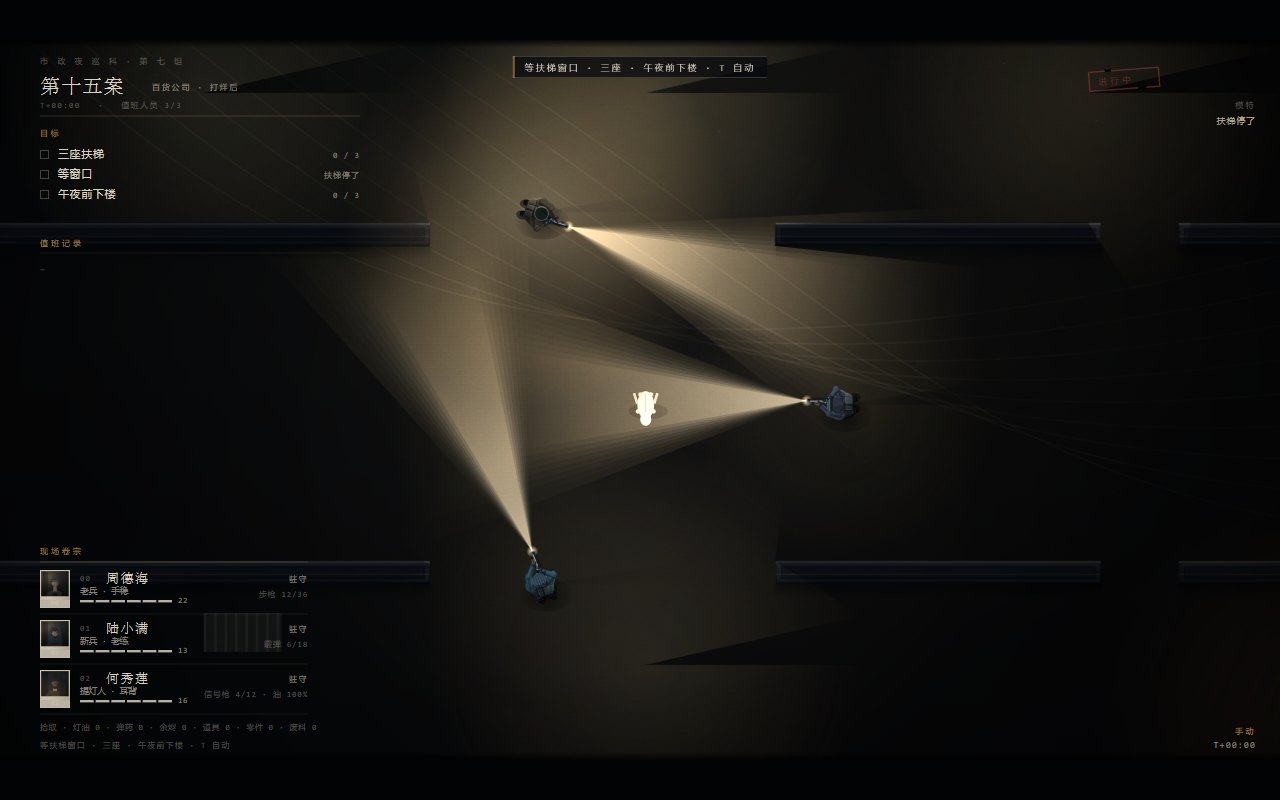 市政夜巡科 · 第七组
第十五案 百货公司 · 打烊后
T+00:00 · 值班人员 3/3
目标
三座扶梯 0 / 3
等窗口 扶梯停了
午夜前下楼 0 / 3
值班记录
—
等扶梯窗口 · 三座 · 午夜前下楼 · T 自动
进行中
模特
扶梯停了
现场卷宗
00 周德海 驻守
老兵 · 手稳 步枪 12/36
22
01 陆小满 驻守
新兵 · 老练 霰弹 6/18
13
02 何秀莲 驻守
提灯人 · 耳背 信号枪 4/12 · 油 100%
16
拾取 · 灯油 0 · 弹药 0 · 余烬 0 · 道具 0 · 零件 0 · 废料 0
等扶梯窗口 · 三座 · 午夜前下楼 · T 自动
手动
T+00:00